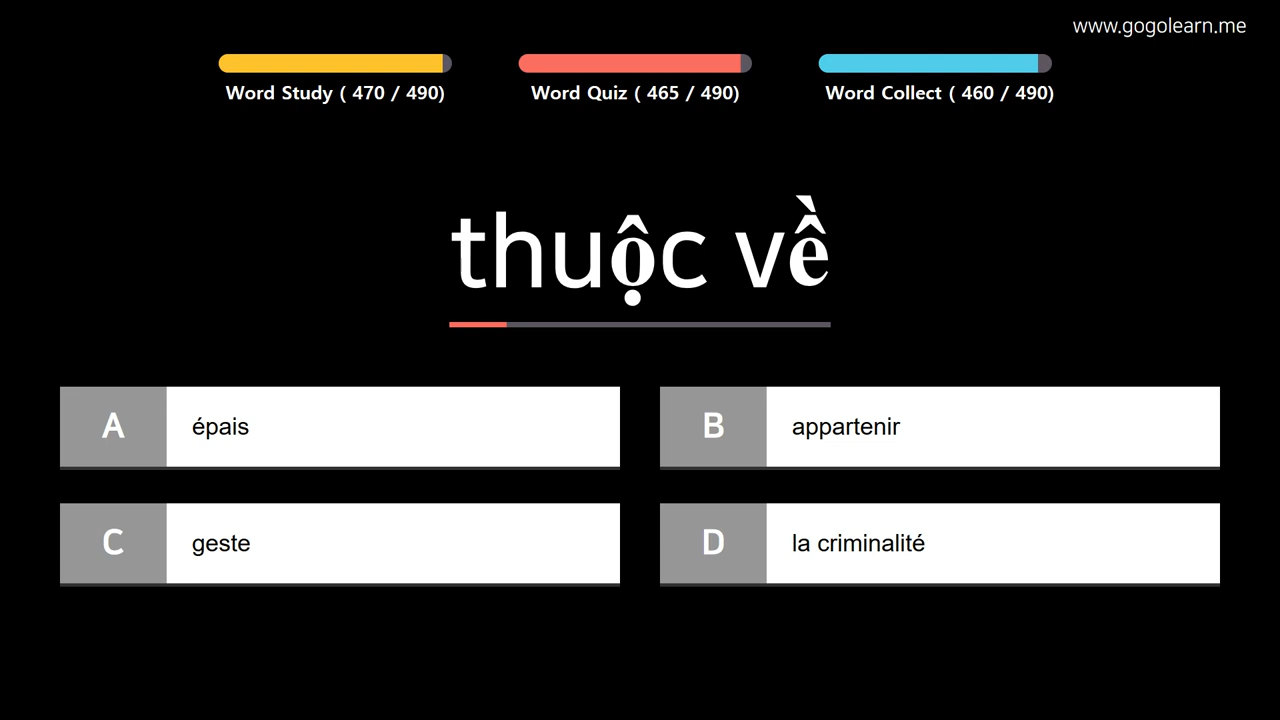 www.gogolearn.me
Word Study ( 470 / 490)
Word Quiz ( 465 / 490)
Word Collect ( 460 / 490)
thuộc về
A épais
B appartenir
C geste
D la criminalité